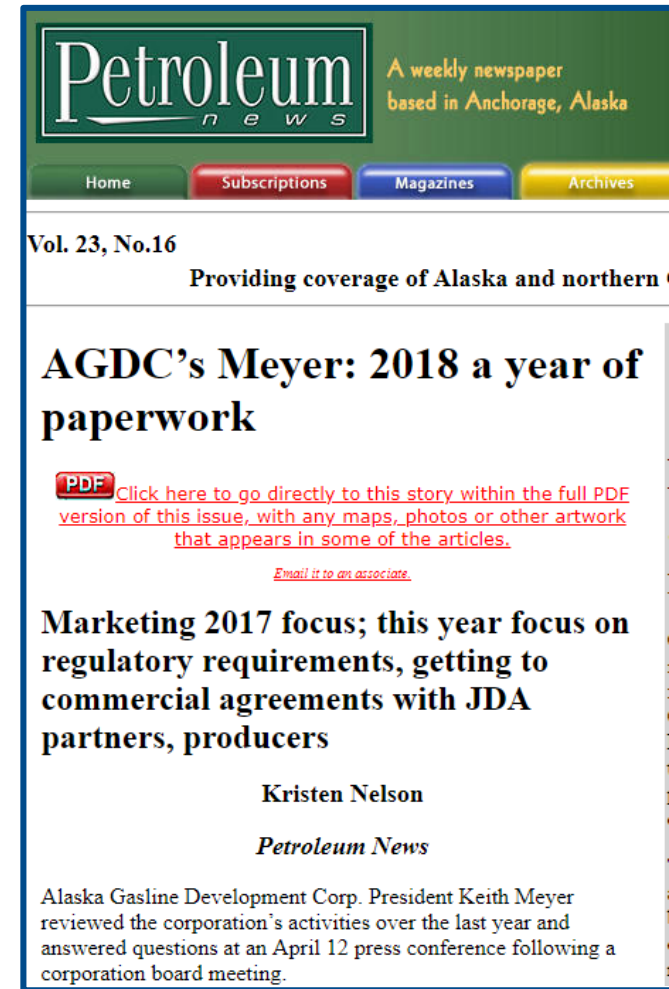 Petroleum
news
A weekly newspaper
based in Anchorage, Alaska
Home Subscriptions Magazines Archives
Vol. 23, No.16
Providing coverage of Alaska and northern
AGDC’s Meyer: 2018 a year of
paperwork
PDF Click here to go directly to this story within the full PDF
version of this issue, with any maps, photos or other artwork
that appears in some of the articles.
Email it to an associate.
Marketing 2017 focus; this year focus on
regulatory requirements, getting to
commercial agreements with JDA
partners, producers
Kristen Nelson
Petroleum News
Alaska Gasline Development Corp. President Keith Meyer
reviewed the corporation’s activities over the last year and
answered questions at an April 12 press conference following a
corporation board meeting.